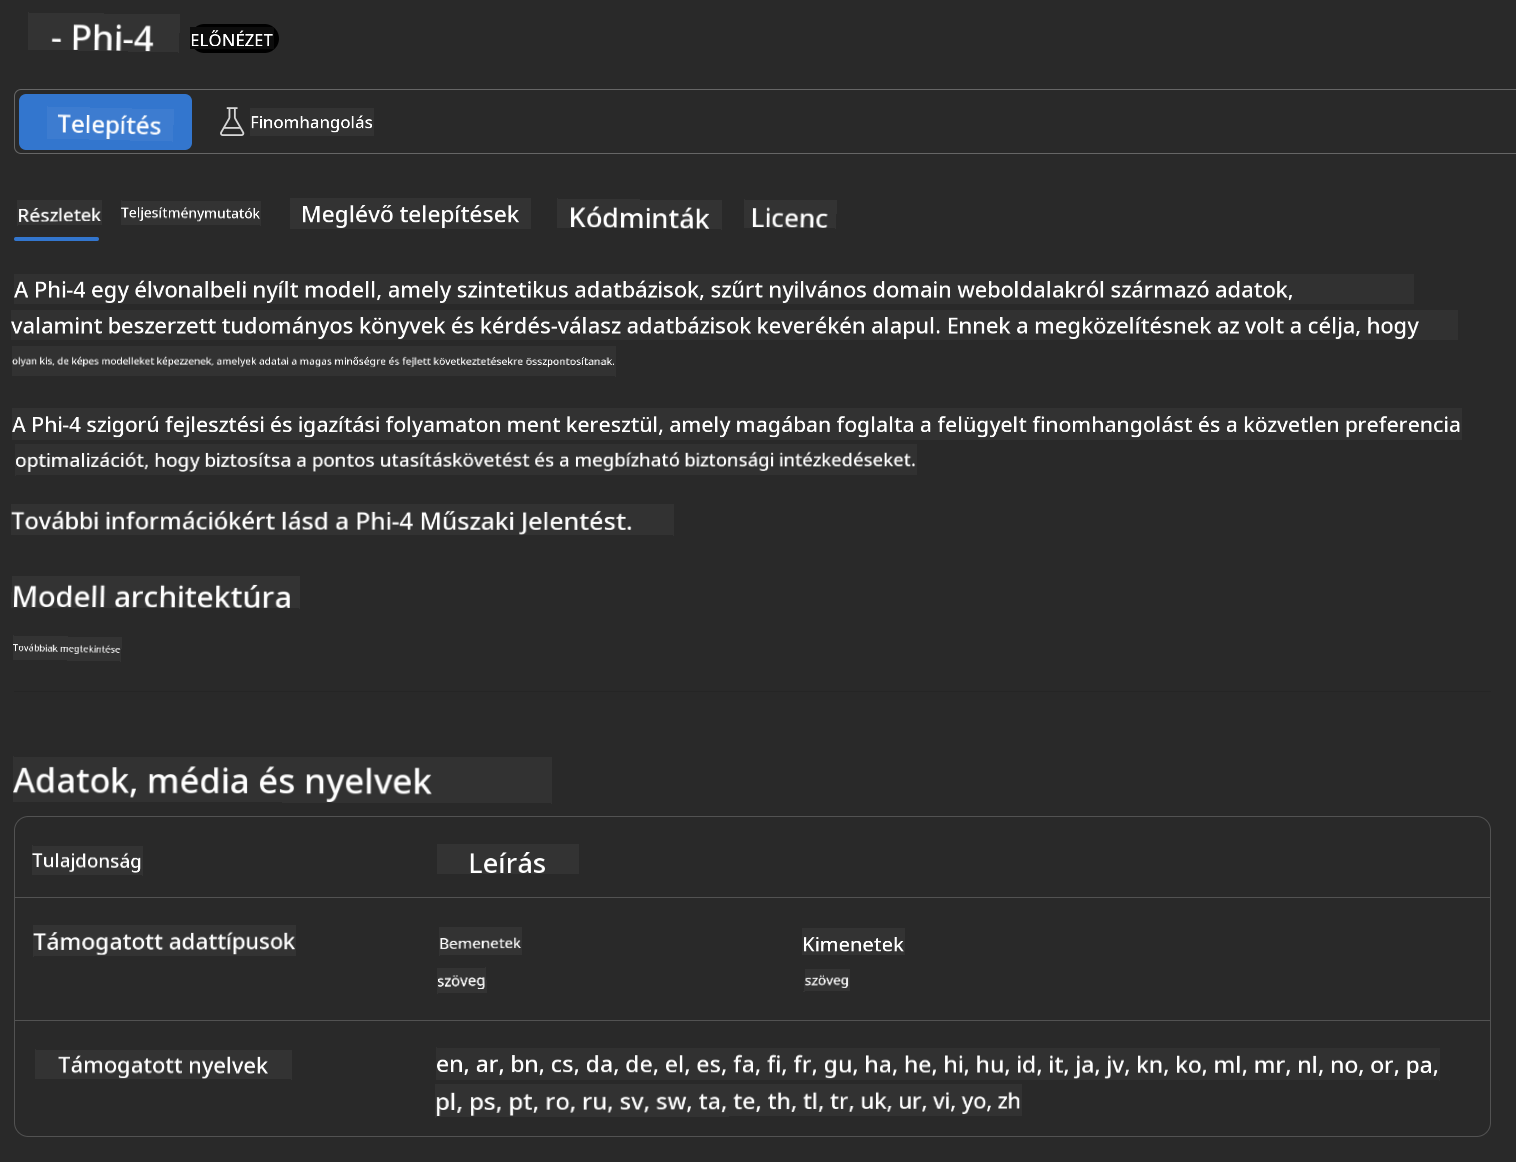 - Phi-4 ELŐNÉZET
Telepítés Finomhangolás
Részletek Teljesítménymutatók Meglévő telepítések Kódminták Licenc
A Phi-4 egy élvonalbeli nyílt modell, amely szintetikus adatbázisok, szűrt nyilvános domain weboldalakról származó adatok,
valamint beszerzett tudományos könyvek és kérdés-válasz adatbázisok keverékén alapul. Ennek a megközelítésnek az volt a célja, hogy
olyan kis, de képes modelleket képezzenek, amelyek adatai a magas minőségre és fejlett következtetésekre összpontosítanak.
A Phi-4 szigorú fejlesztési és igazítási folyamaton ment keresztül, amely magában foglalta a felügyelt finomhangolást és a közvetlen preferencia
optimalizációt, hogy biztosítsa a pontos utasításkövetést és a megbízható biztonsági intézkedéseket.
További információkért lásd a Phi-4 Műszaki Jelentést.
Modell architektúra
Továbbiak megtekintése
Adatok, média és nyelvek
Tulajdonság Leírás
Támogatott adattípusok Bemenetek Kimenetek
szöveg szöveg
Támogatott nyelvek en, ar, bn, cs, da, de, el, es, fa, fi, fr, gu, ha, he, hi, hu, id, it, ja, jv, kn, ko, ml, mr, nl, no, or, pa,
pl, ps, pt, ro, ru, sv, sw, ta, te, th, tl, tr, uk, ur, vi, yo, zh